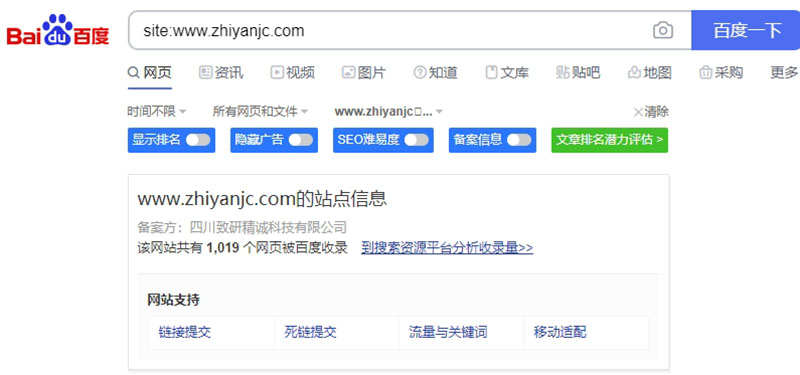 Bai du 百度 site:www.zhiyanjc.com 百度一下
网页 资讯 视频 图片 知道 文库 贴吧 地图 采购 更多
时间不限 所有网页和文件 www.zhiyanjc▯... 清除
显示排名 隐藏广告 SEO难易度 备案信息 文章排名潜力评估 >
www.zhiyanjc.com的站点信息
备案方：四川致研精诚科技有限公司
该网站共有 1,019 个网页被百度收录 到搜索资源平台分析收录量>>
网站支持
链接提交 死链提交 流量与关键词 移动适配